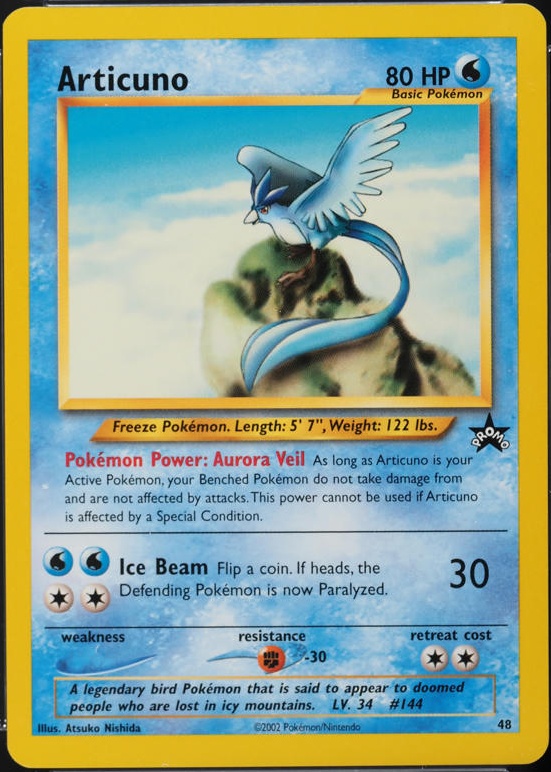 Articuno
80 HP
Basic Pokémon
Freeze Pokémon. Length: 5' 7", Weight: 122 lbs.
PROMO
Pokémon Power: Aurora Veil As long as Articuno is your
Active Pokémon, your Benched Pokémon do not take damage from
and are not affected by attacks. This power cannot be used if Articuno
is affected by a Special Condition.
Ice Beam Flip a coin. If heads, the
Defending Pokémon is now Paralyzed.
30
weakness
resistance
retreat cost
-30
A legendary bird Pokémon that is said to appear to doomed
people who are lost in icy mountains. LV. 34 #144
Illus. Atsuko Nishida
©2002 Pokémon/Nintendo
48